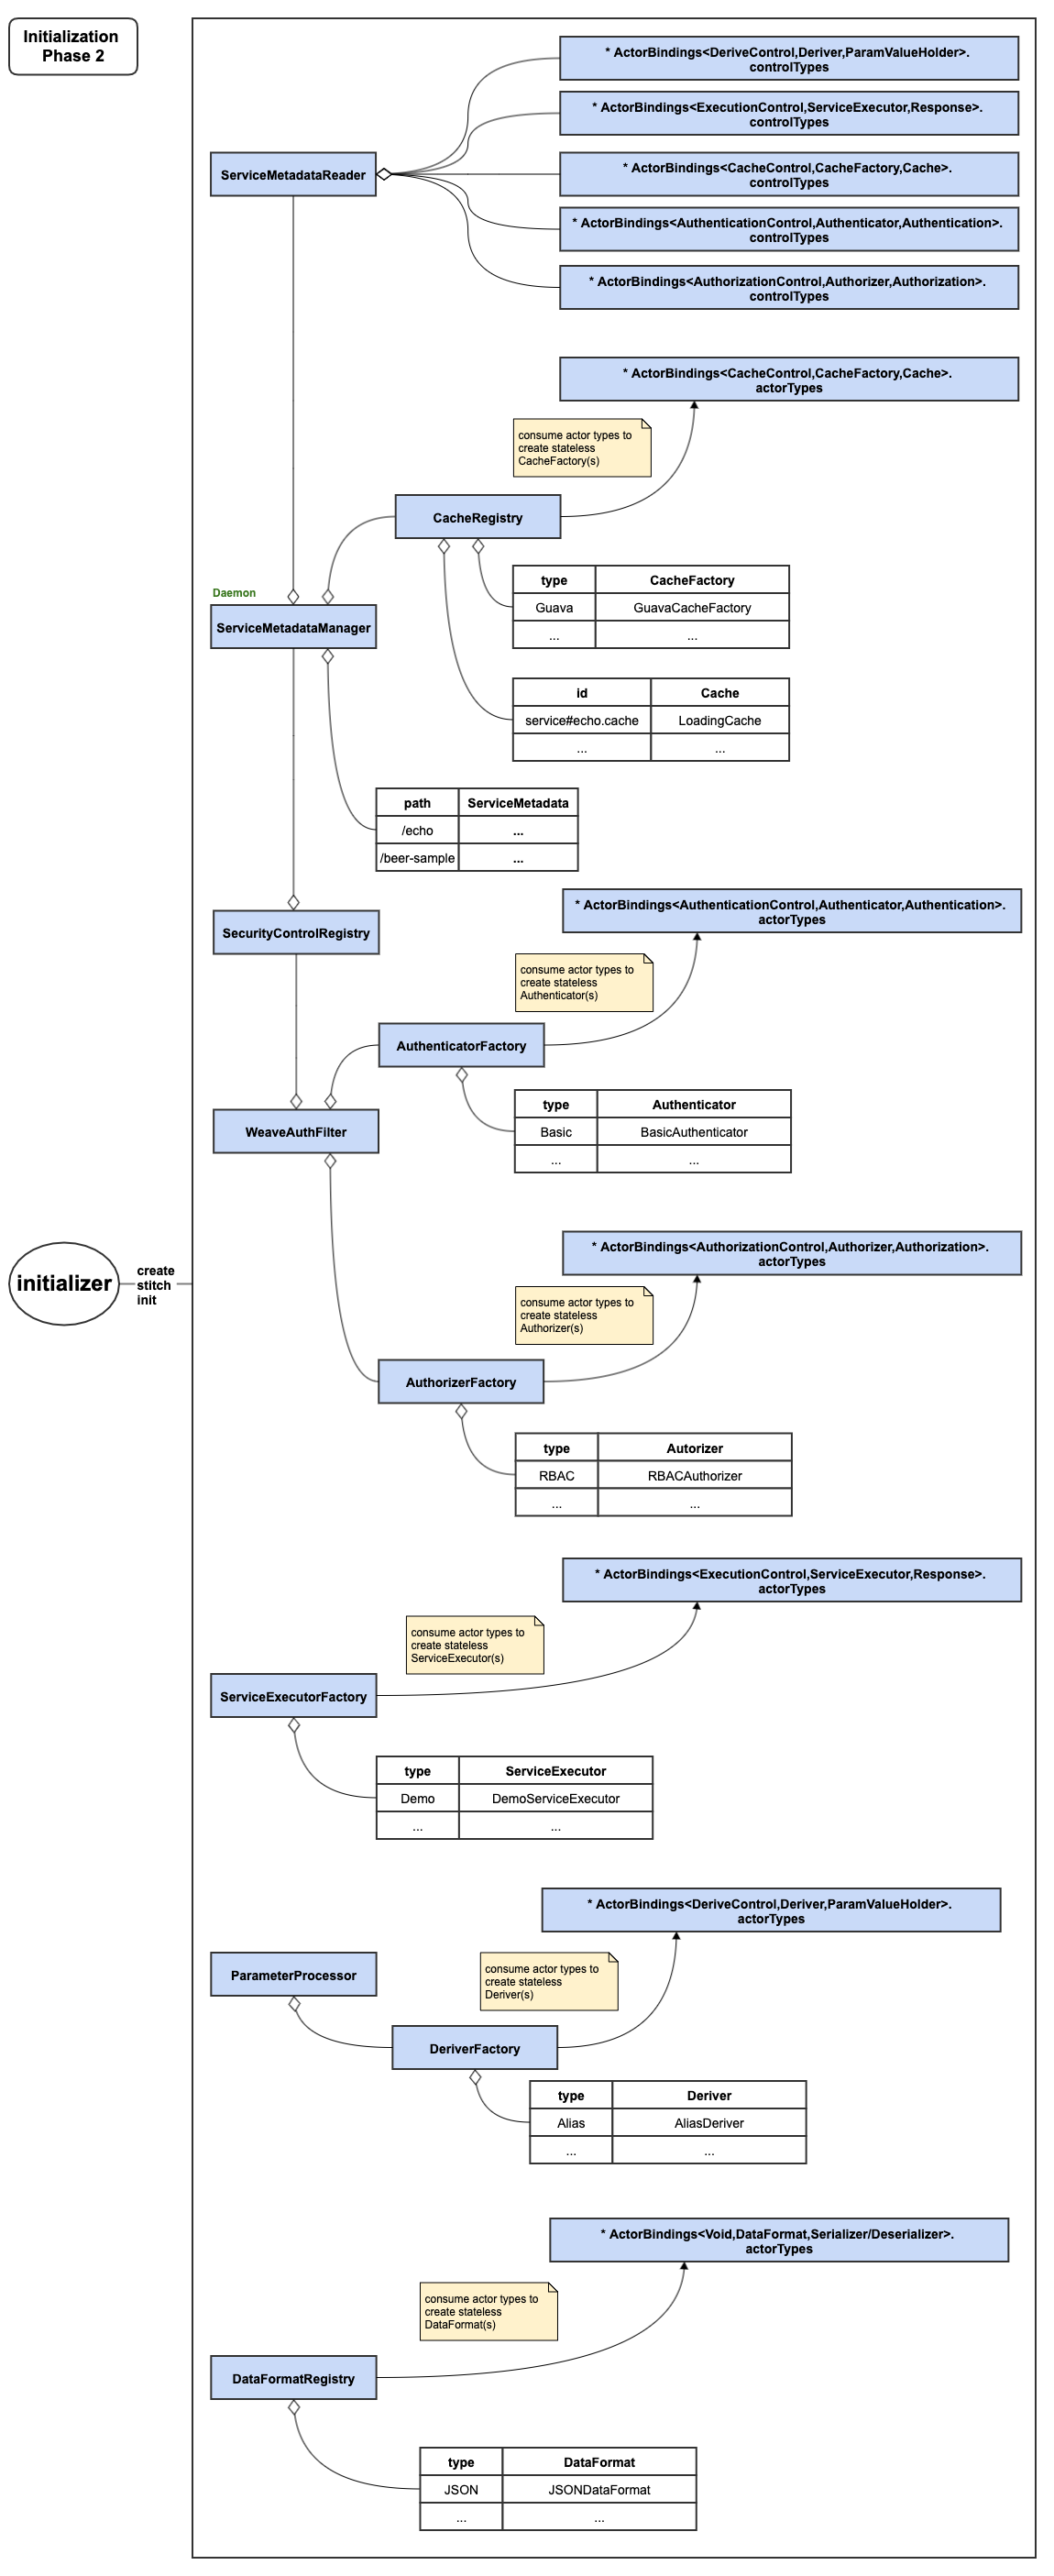 Initialization
Phase 2
* ActorBindings<DeriveControl,Deriver,ParamValueHolder>.
controlTypes
* ActorBindings<ExecutionControl,ServiceExecutor,Response>.
controlTypes
ServiceMetadataReader
* ActorBindings<CacheControl,CacheFactory,Cache>.
controlTypes
* ActorBindings<AuthenticationControl,Authenticator,Authentication>.
controlTypes
* ActorBindings<AuthorizationControl,Authorizer,Authorization>.
controlTypes
* ActorBindings<CacheControl,CacheFactory,Cache>.
actorTypes
consume actor types to
create stateless
CacheFactory(s)
CacheRegistry
type CacheFactory
Guava GuavaCacheFactory
... ...
Daemon
ServiceMetadataManager
id Cache
service#echo.cache LoadingCache
... ...
path ServiceMetadata
/echo ...
/beer-sample ...
* ActorBindings<AuthenticationControl,Authenticator,Authentication>.
actorTypes
SecurityControlRegistry
consume actor types to
create stateless
Authenticator(s)
AuthenticatorFactory
type Authenticator
Basic BasicAuthenticator
... ...
WeaveAuthFilter
* ActorBindings<AuthorizationControl,Authorizer,Authorization>.
actorTypes
initializer
create
stitch
init
consume actor types to
create stateless
Authorizer(s)
AuthorizerFactory
type Autorizer
RBAC RBACAuthorizer
... ...
* ActorBindings<ExecutionControl,ServiceExecutor,Response>.
actorTypes
consume actor types to
create stateless
ServiceExecutor(s)
ServiceExecutorFactory
type ServiceExecutor
Demo DemoServiceExecutor
... ...
* ActorBindings<DeriveControl,Deriver,ParamValueHolder>.
actorTypes
consume actor types to
create stateless
Deriver(s)
ParameterProcessor
DeriverFactory
type Deriver
Alias AliasDeriver
... ...
* ActorBindings<Void,DataFormat,Serializer/Deserializer>.
actorTypes
consume actor types to
create stateless
DataFormat(s)
DataFormatRegistry
type DataFormat
JSON JSONDataFormat
... ...